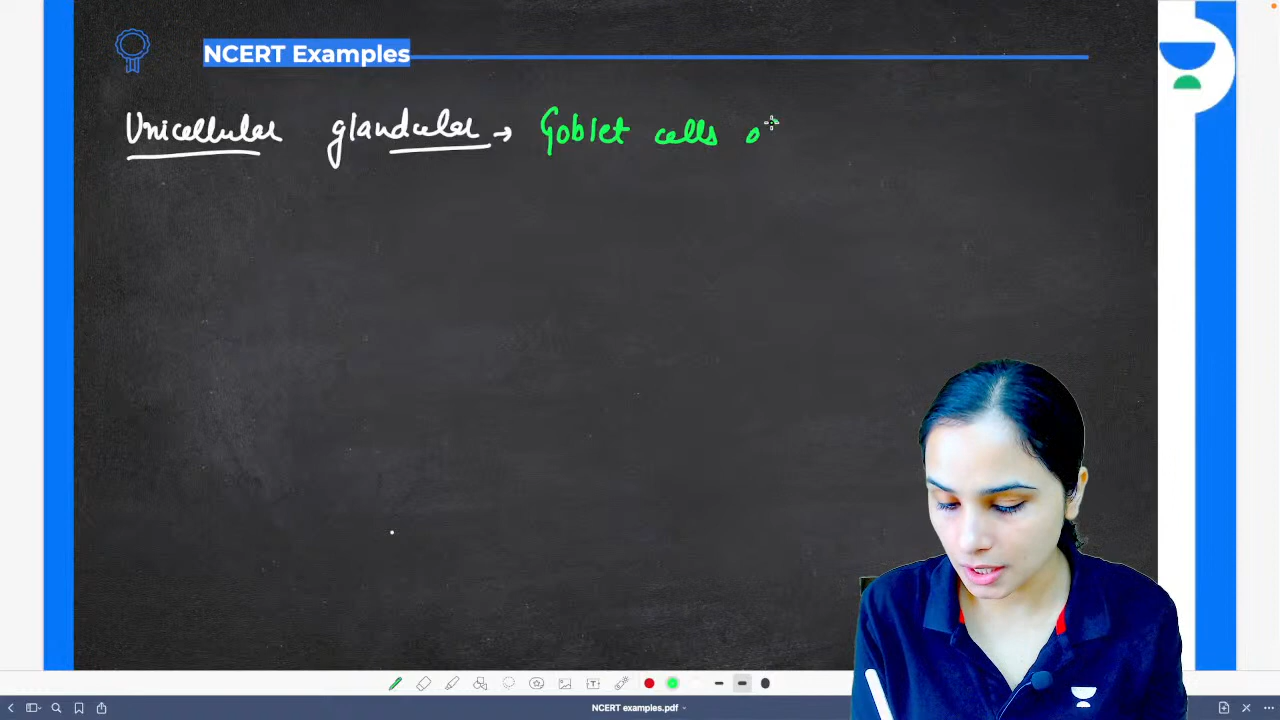 NCERT Examples
Unicellular glandular → Goblet cells o
NCERT examples.pdf